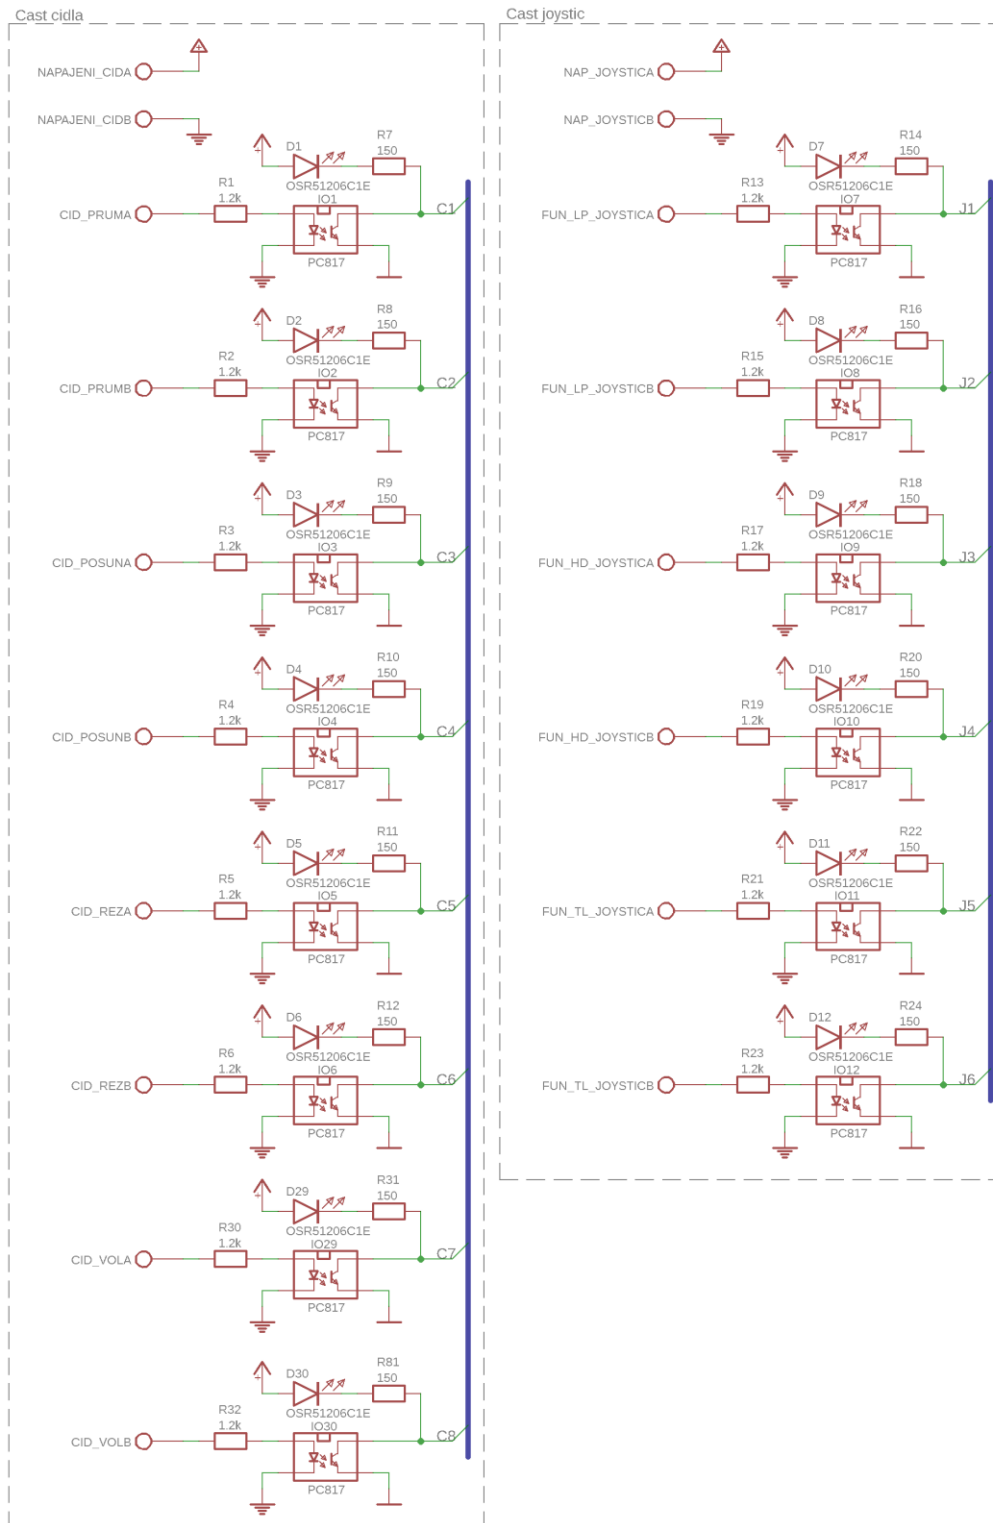 Cast cidla
NAPAJENI_CIDA
NAPAJENI_CIDB
D1
R7
150
OSR51206C1E
R1
1.2k
IO1
CID_PRUMA
C1
PC817
D2
R8
150
OSR51206C1E
R2
1.2k
IO2
CID_PRUMB
C2
PC817
D3
R9
150
OSR51206C1E
R3
1.2k
IO3
CID_POSUNA
C3
PC817
D4
R10
150
OSR51206C1E
R4
1.2k
IO4
CID_POSUNB
C4
PC817
D5
R11
150
OSR51206C1E
R5
1.2k
IO5
CID_REZA
C5
PC817
D6
R12
150
OSR51206C1E
R6
1.2k
IO6
CID_REZB
C6
PC817
D29
R31
150
OSR51206C1E
R30
1.2k
IO29
CID_VOLA
C7
PC817
D30
R81
150
OSR51206C1E
R32
1.2k
IO30
CID_VOLB
C8
PC817
Cast joystic
NAP_JOYSTICA
NAP_JOYSTICB
D7
R14
150
OSR51206C1E
R13
1.2k
IO7
FUN_LP_JOYSTICA
J1
PC817
D8
R16
150
OSR51206C1E
R15
1.2k
IO8
FUN_LP_JOYSTICB
J2
PC817
D9
R18
150
OSR51206C1E
R17
1.2k
IO9
FUN_HD_JOYSTICA
J3
PC817
D10
R20
150
OSR51206C1E
R19
1.2k
IO10
FUN_HD_JOYSTICB
J4
PC817
D11
R22
150
OSR51206C1E
R21
1.2k
IO11
FUN_TL_JOYSTICA
J5
PC817
D12
R24
150
OSR51206C1E
R23
1.2k
IO12
FUN_TL_JOYSTICB
J6
PC817